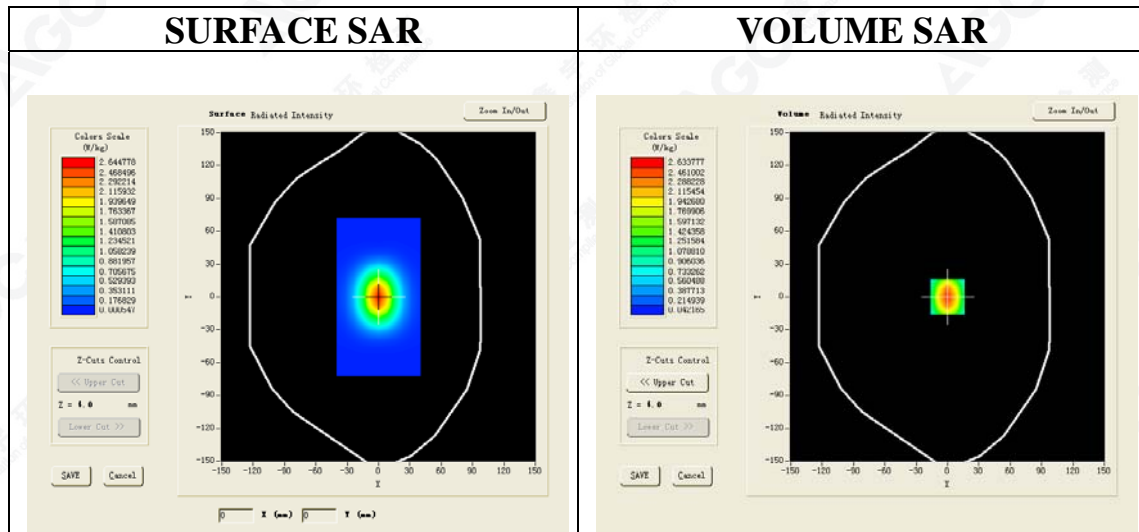 SURFACE SAR
VOLUME SAR
Surface Radiated Intensity
Zoom In/Out
Colors Scale
(W/kg)
2.644778
2.468496
2.292214
2.115932
1.939649
1.763367
1.587085
1.410803
1.234521
1.058239
0.881957
0.705675
0.529393
0.353111
0.176829
0.000547
150
120
90
60
30
0
-30
-60
-90
-120
-150
Y
-150 -120 -90 -60 -30 0 30 60 90 120 150
X
Z-Cuts Control
<< Upper Cut
Z = 4.0 mm
Lower Cut >>
SAVE Cancel
0 X (mm) 0 Y (mm)
Volume Radiated Intensity
Zoom In/Out
Colors Scale
(W/kg)
2.633777
2.461002
2.288228
2.115454
1.942680
1.769906
1.597132
1.424358
1.251584
1.078810
0.906036
0.733262
0.560488
0.387713
0.214939
0.042165
150
120
90
60
30
0
-30
-60
-90
-120
-150
Y
-150 -120 -90 -60 -30 0 30 60 90 120 150
X
Z-Cuts Control
<< Upper Cut
Z = 4.0 mm
Lower Cut >>
SAVE Cancel